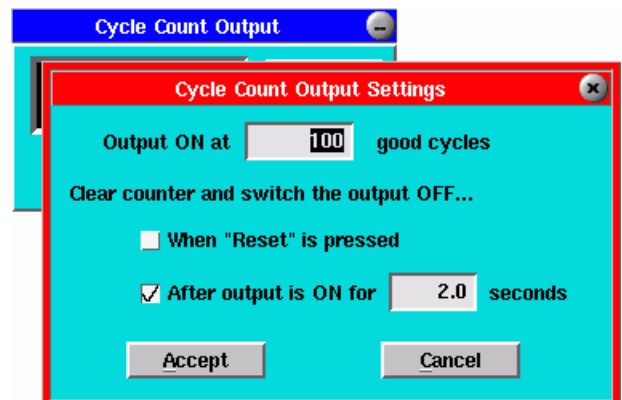 Cycle Count Output
Cycle Count Output Settings
Output ON at 100 good cycles
Clear counter and switch the output OFF...
When "Reset" is pressed
After output is ON for 2.0 seconds
Accept Cancel